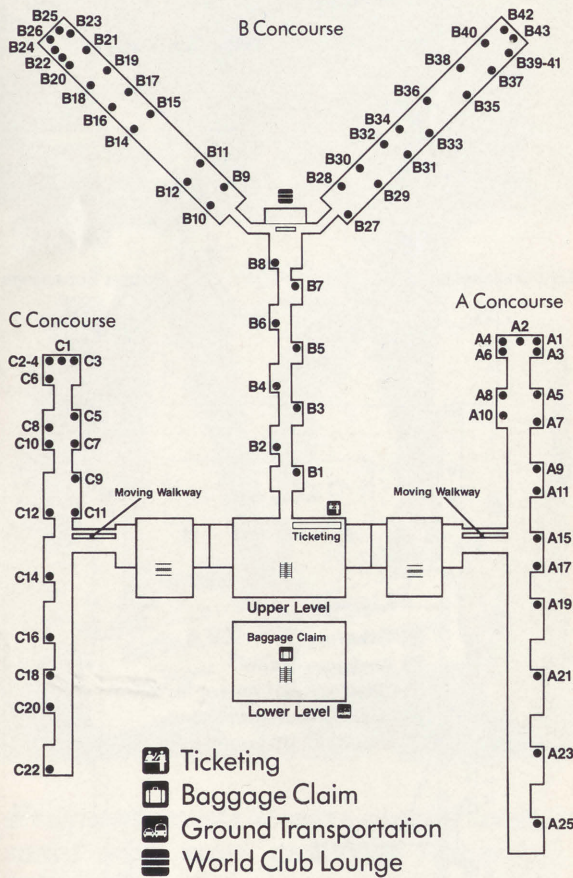 B Concourse
B25
B23
B26
B21
B24
B22
B19
B20
B17
B18
B15
B16
B14
B11
B12
B9
B10
B42
B43
B40
B39-41
B38
B37
B36
B35
B34
B33
B32
B31
B30
B29
B28
B27
B8
B7
B6
B5
B4
B3
B2
B1
C Concourse
C1
C2-4
C3
C6
C5
C8
C10
C7
C9
C12
C11
C14
C16
C18
C20
C22
A Concourse
A2
A4
A1
A6
A3
A8
A5
A10
A7
A9
A11
A15
A17
A19
A21
A23
A25
Moving Walkway
Moving Walkway
Ticketing
Upper Level
Baggage Claim
Lower Level
Ticketing
Baggage Claim
Ground Transportation
World Club Lounge